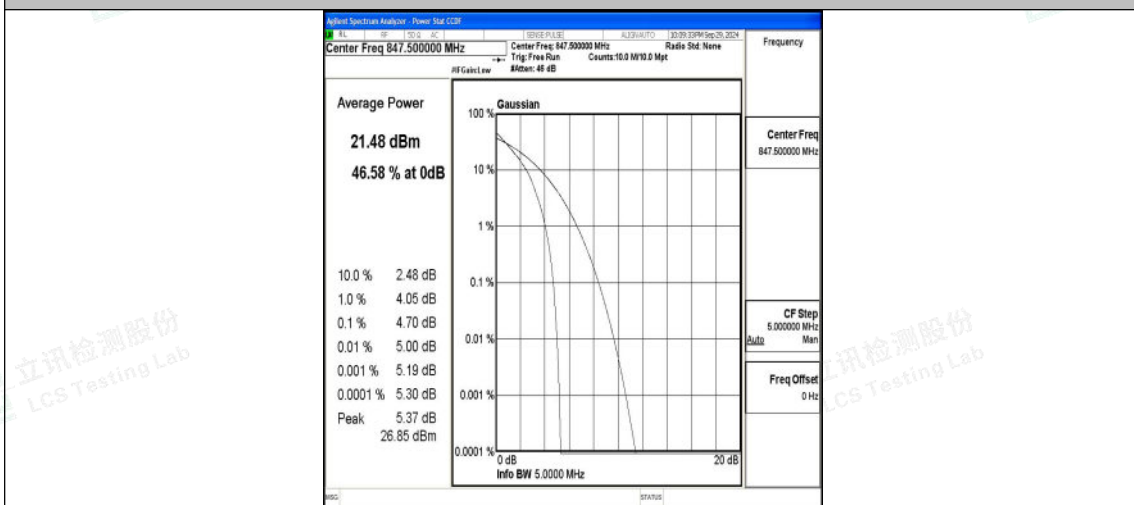 Agilent Spectrum Analyzer - Power Stat CCDF
RL RF 50 Ω AC SENSE:PULSE ALIGNAUTO 10:09:33PM Sep 29, 2024
Center Freq 847.500000 MHz
Center Freq: 847.500000 MHz Radio Std: None
Trig: Free Run Counts:10.0 M/10.0 Mpt
#IFGain:Low #Atten: 46 dB
Frequency
Average Power
21.48 dBm
46.58 % at 0dB
10.0 % 2.48 dB
1.0 % 4.05 dB
0.1 % 4.70 dB
0.01 % 5.00 dB
0.001 % 5.19 dB
0.0001 % 5.30 dB
Peak 5.37 dB
26.85 dBm
Gaussian
100 %
10 %
1 %
0.1 %
0.01 %
0.001 %
0.0001 %
0 dB 20 dB
Info BW 5.0000 MHz
Center Freq
847.500000 MHz
CF Step
5.000000 MHz
Auto Man
Freq Offset
0 Hz
MSG STATUS
立讯检测股份
LCS Testing Lab
立讯检测股份
LCS Testing Lab